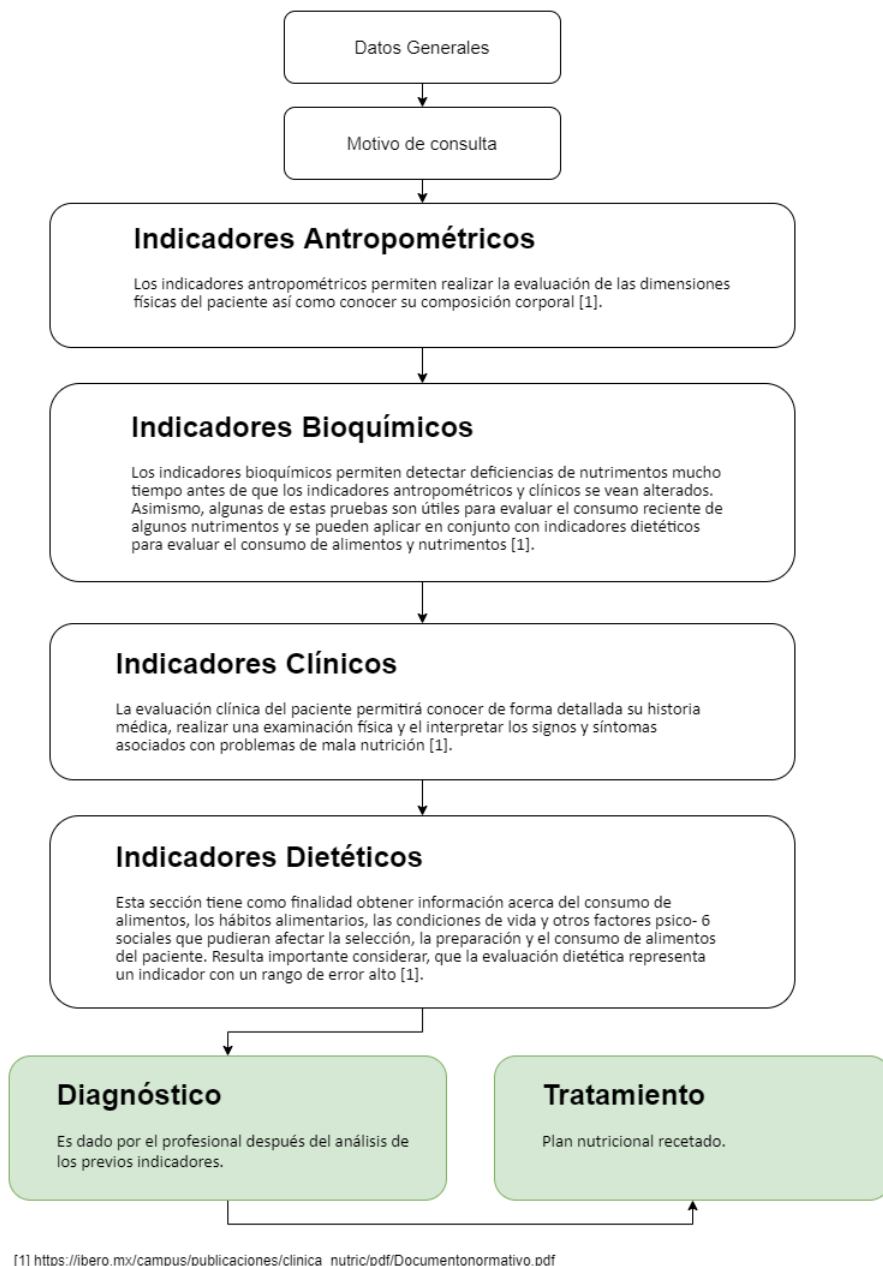 Datos Generales
Motivo de consulta
Indicadores Antropométricos
Los indicadores antropométricos permiten realizar la evaluación de las dimensiones
físicas del paciente así como conocer su composición corporal [1].
Indicadores Bioquímicos
Los indicadores bioquímicos permiten detectar deficiencias de nutrimentos mucho
tiempo antes de que los indicadores antropométricos y clínicos se vean alterados.
Asimismo, algunas de estas pruebas son útiles para evaluar el consumo reciente de
algunos nutrimentos y se pueden aplicar en conjunto con indicadores dietéticos
para evaluar el consumo de alimentos y nutrimentos [1].
Indicadores Clínicos
La evaluación clínica del paciente permitirá conocer de forma detallada su historia
médica, realizar una examinación física y el interpretar los signos y síntomas
asociados con problemas de mala nutrición [1].
Indicadores Dietéticos
Esta sección tiene como finalidad obtener información acerca del consumo de
alimentos, los hábitos alimentarios, las condiciones de vida y otros factores psico- 6
sociales que pudieran afectar la selección, la preparación y el consumo de alimentos
del paciente. Resulta importante considerar, que la evaluación dietética representa
un indicador con un rango de error alto [1].
Diagnóstico
Es dado por el profesional después del análisis de
los previos indicadores.
Tratamiento
Plan nutricional recetado.
[1] https://ibero.mx/campus/publicaciones/clinica_nutric/pdf/Documentonormativo.pdf